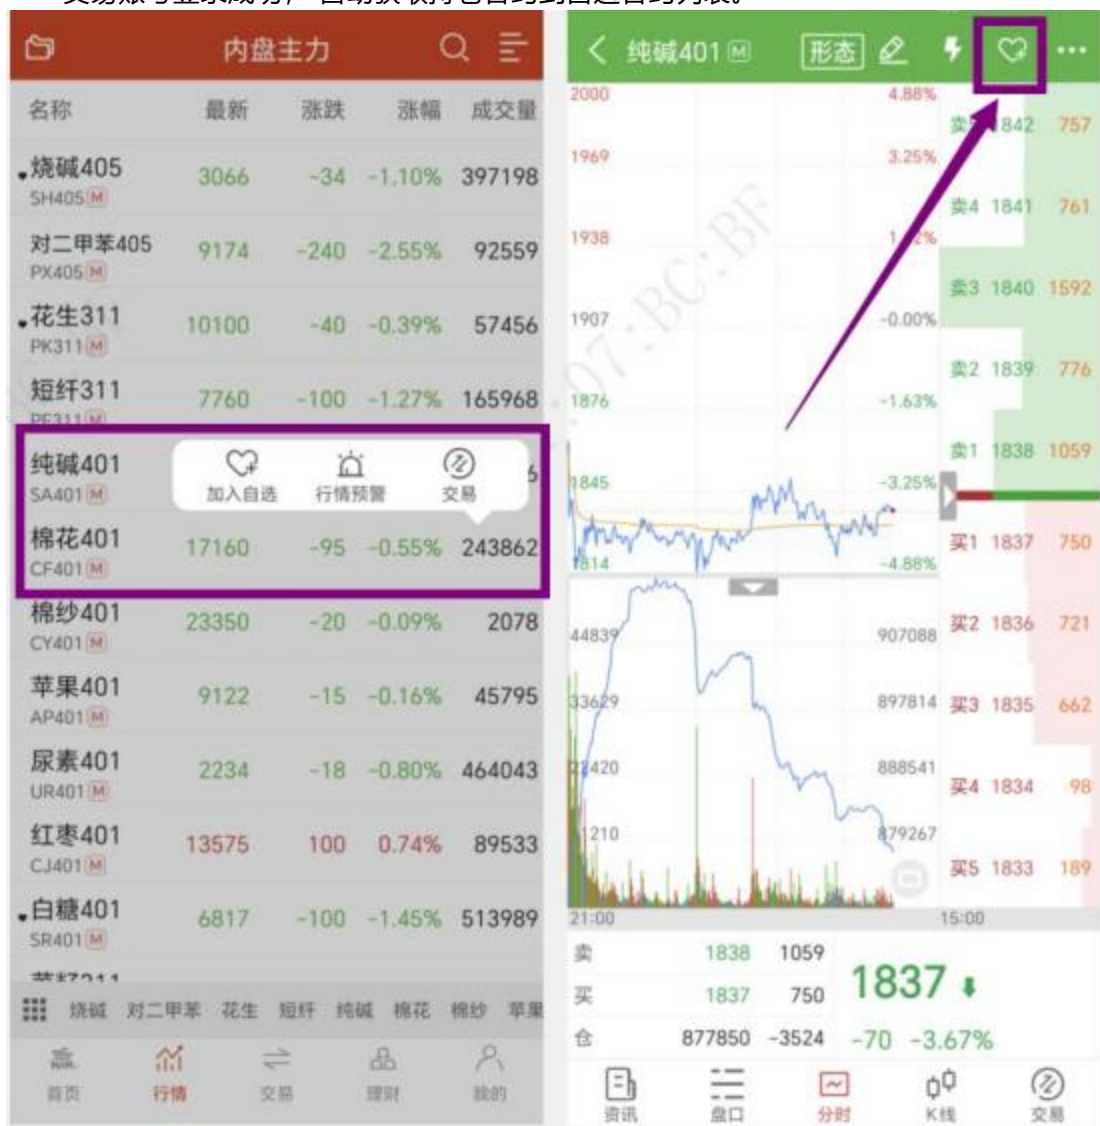 内盘主力
名称 最新 涨跌 涨幅 成交量
烧碱405 3066 -34 -1.10% 397198
SH405 M
对二甲苯405 9174 -240 -2.55% 92559
PX405 M
花生311 10100 -40 -0.39% 57456
PK311 M
短纤311 7760 -100 -1.27% 165968
PF311 M
纯碱401
SA401 M
加入自选 行情预警 交易
棉花401 17160 -95 -0.55% 243862
CF401 M
棉纱401 23350 -20 -0.09% 2078
CY401 M
苹果401 9122 -15 -0.16% 45795
AP401 M
尿素401 2234 -18 -0.80% 464043
UR401 M
红枣401 13575 100 0.74% 89533
CJ401 M
白糖401 6817 -100 -1.45% 513989
SR401 M
烧碱 对二甲苯 花生 短纤 纯碱 棉花 棉纱 苹果
首页 行情 交易 理财 我的
纯碱401 M 形态
2000 4.88%
1969 3.25%
1938
1907 -0.00%
1876 -1.63%
1845 -3.25%
1814 -4.88%
44839 907088
33629 897814
22420 888541
879267
21:00 15:00
1842 757
卖4 1841 761
卖3 1840 1592
卖2 1839 776
卖1 1838 1059
买1 1837 750
买2 1836 721
买3 1835 662
买4 1834 98
买5 1833 189
卖 1838 1059
买 1837 750
仓 877850 -3524
1837
-70 -3.67%
资讯 盘口 分时 K线 交易